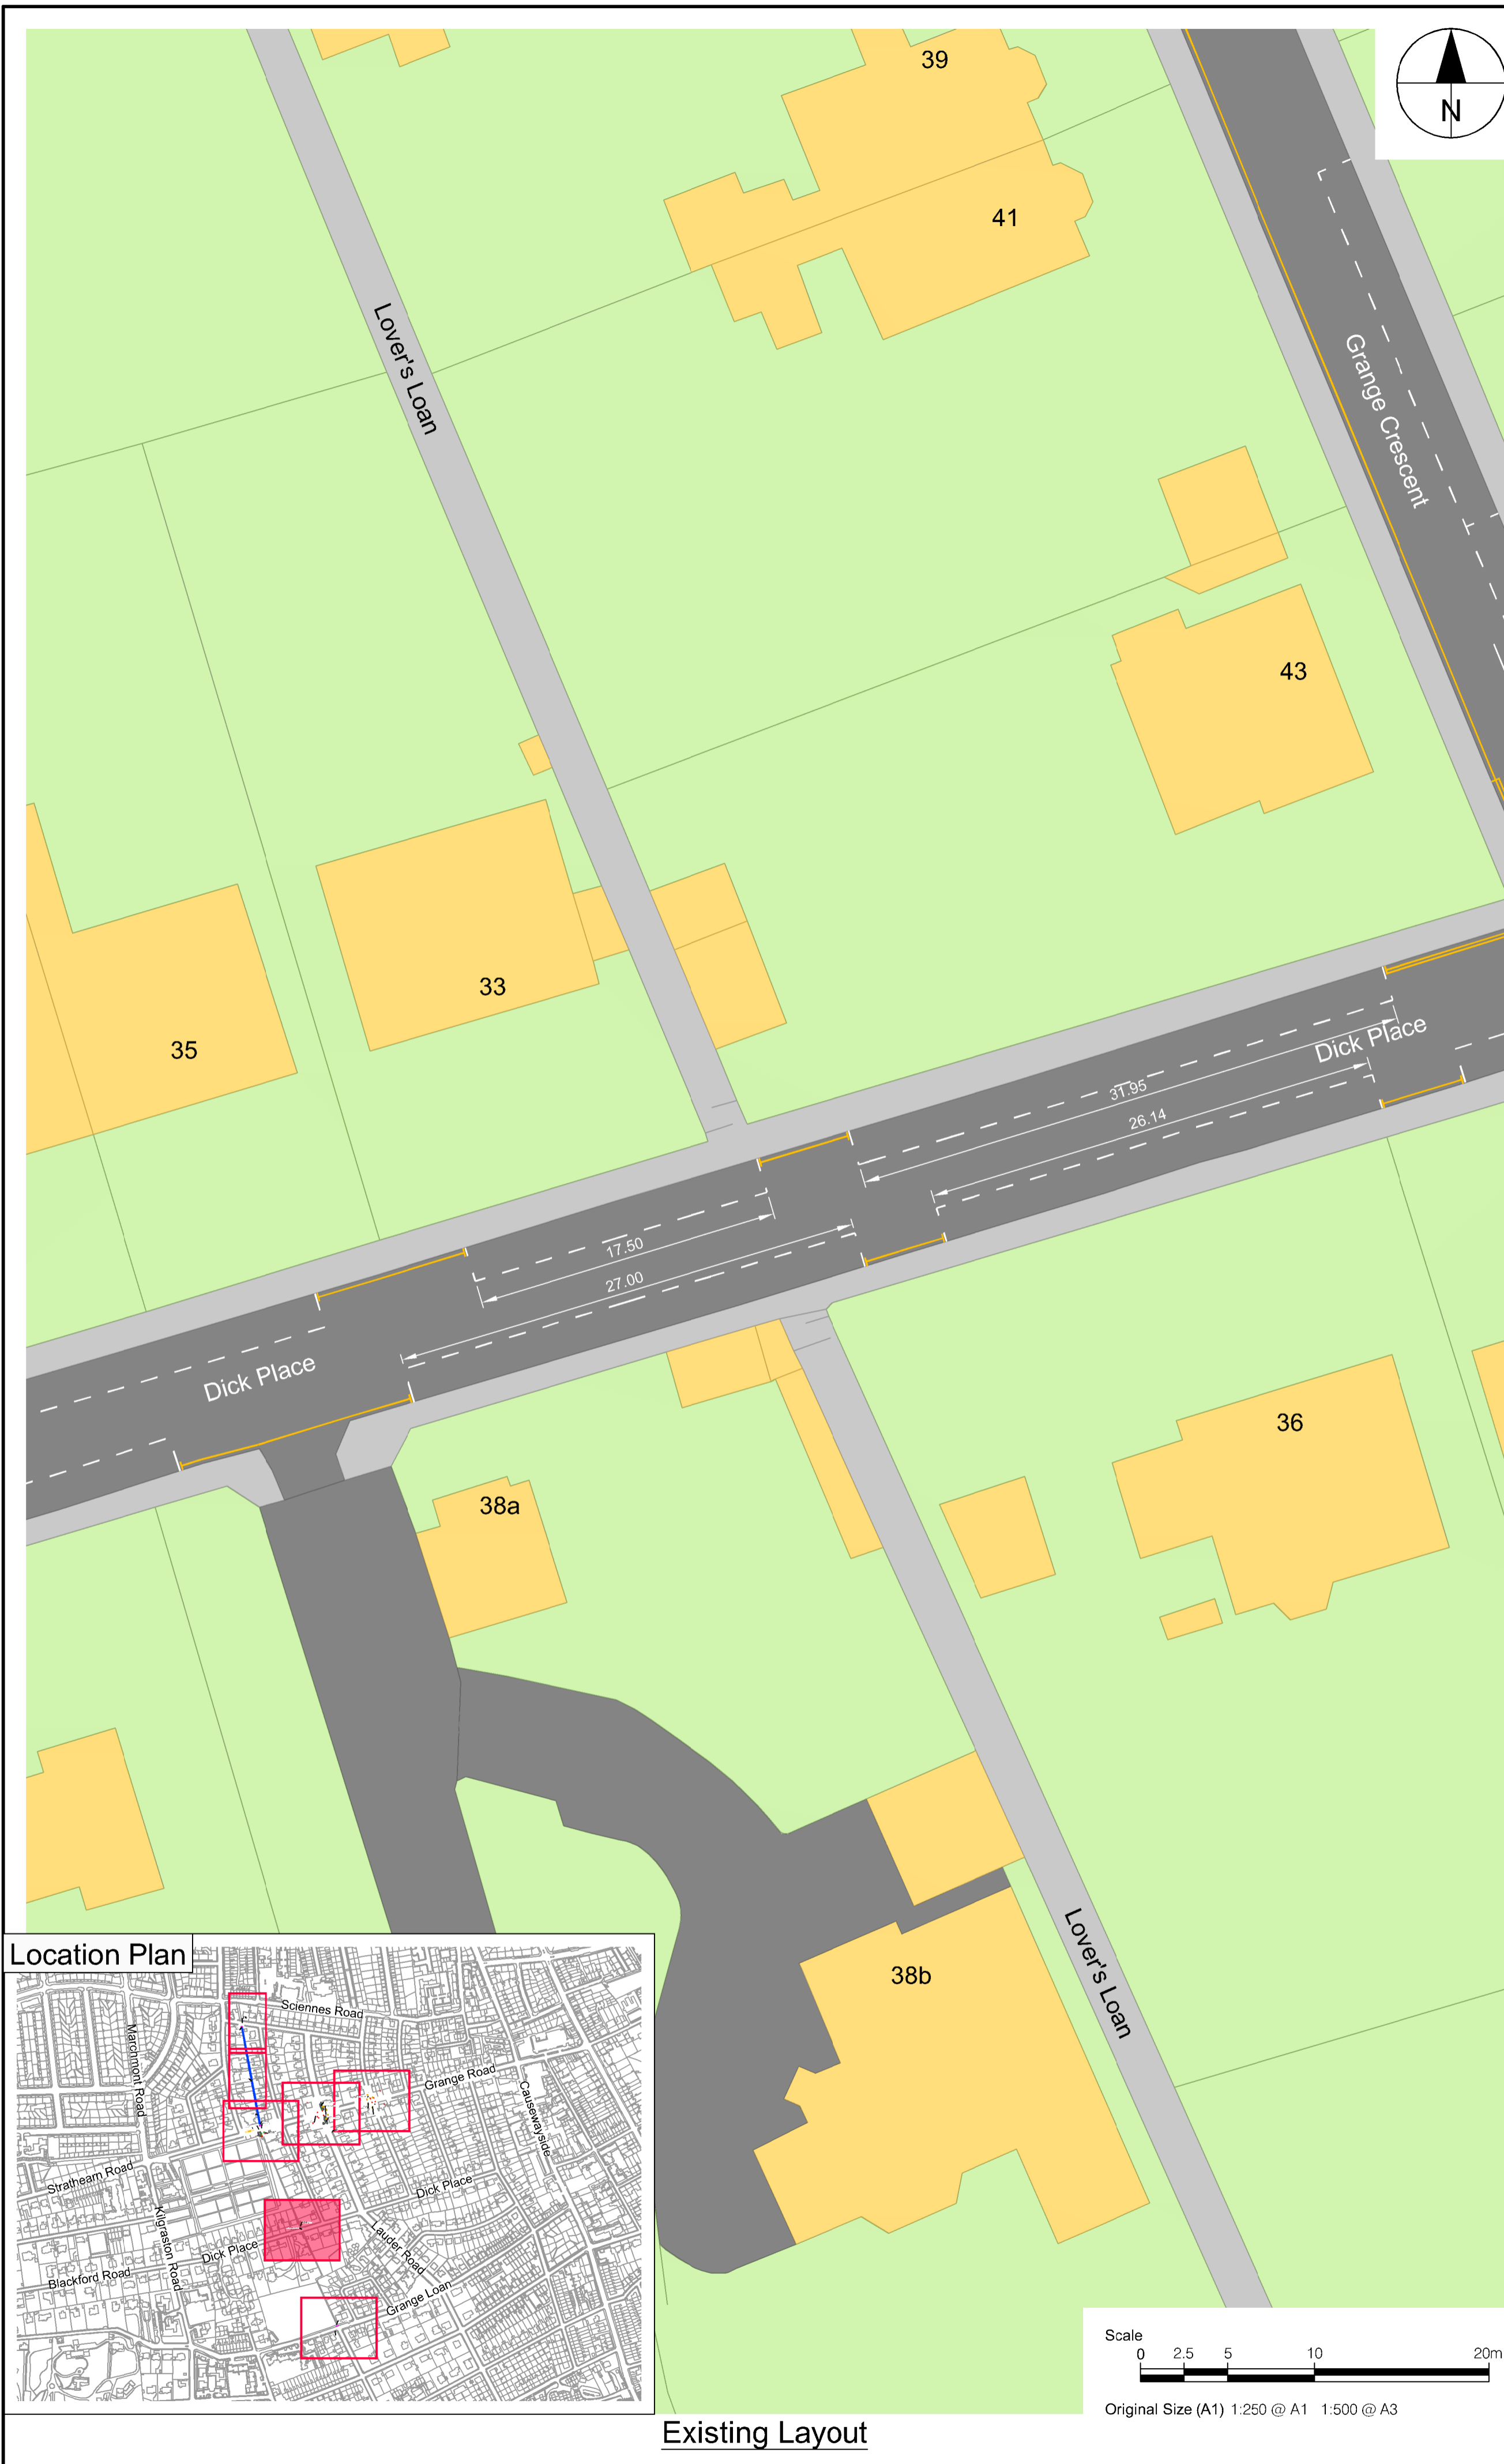 39
N
41
Lover's Loan
Grange Crescent
43
33
35
Dick Place
31.95
26.14
17.50
27.00
Dick Place
36
38a
Lover's Loan
38b
Location Plan
Sciennes Road
Marchmont Road
Grange Road
Causewayside
Strathearn Road
Dick Place
Kilgraston Road
Lauder Road
Dick Place
Blackford Road
Grange Loan
Scale
0 2.5 5 10 20m
Original Size (A1) 1:250 @ A1 1:500 @ A3
Existing Layout